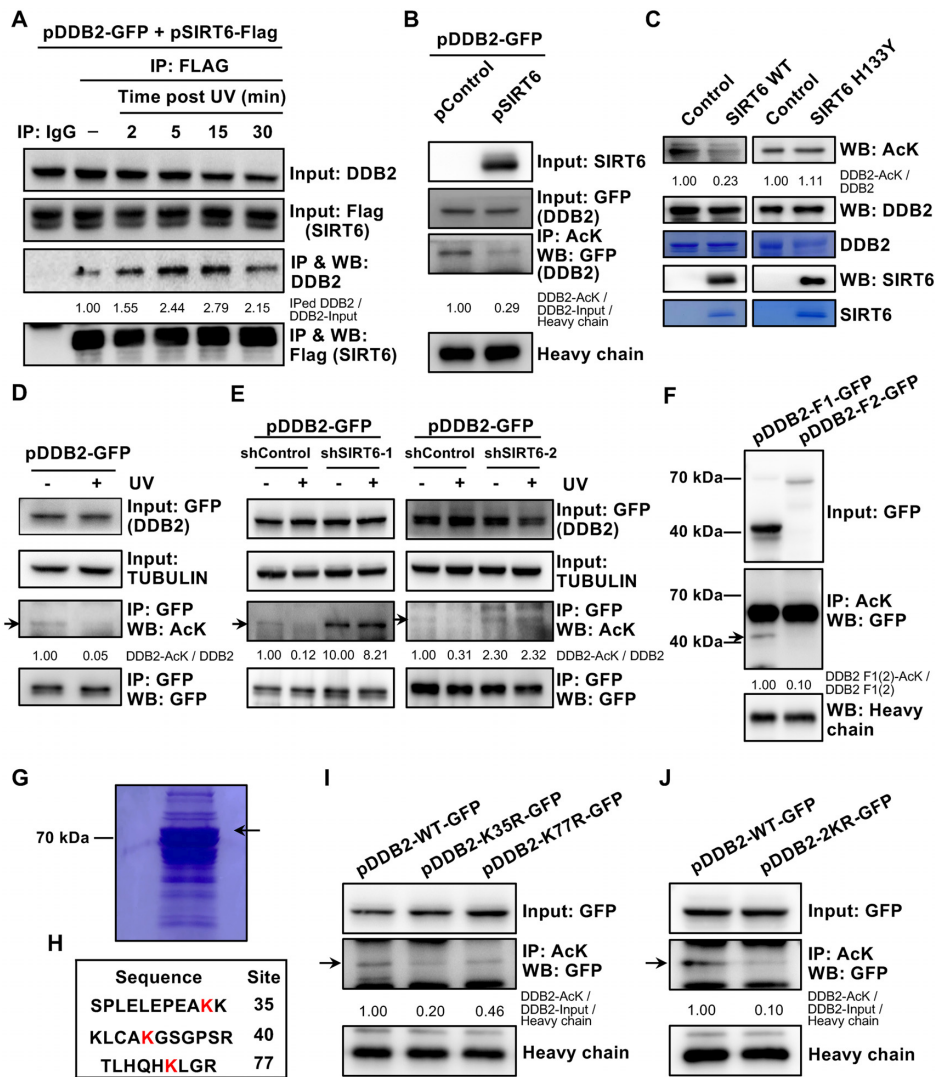 A
pDDB2-GFP + pSIRT6-Flag
IP: FLAG
Time post UV (min)
IP: IgG – 2 5 15 30
Input: DDB2
Input: Flag
(SIRT6)
IP & WB:
DDB2
1.00 1.55 2.44 2.79 2.15 IPed DDB2 /
DDB2-Input
IP & WB:
Flag (SIRT6)
B
pDDB2-GFP
pControl pSIRT6
Input: SIRT6
Input: GFP
(DDB2)
IP: AcK
WB: GFP
(DDB2)
1.00 0.29 DDB2-AcK /
DDB2-Input /
Heavy chain
Heavy chain
C
Control SIRT6 WT Control SIRT6 H133Y
WB: AcK
1.00 0.23 1.00 1.11 DDB2-AcK /
DDB2
WB: DDB2
DDB2
WB: SIRT6
SIRT6
D
pDDB2-GFP
- + UV
Input: GFP
(DDB2)
Input:
TUBULIN
IP: GFP
WB: AcK
1.00 0.05 DDB2-AcK / DDB2
IP: GFP
WB: GFP
E
pDDB2-GFP pDDB2-GFP
shControl shSIRT6-1 shControl shSIRT6-2
- + - + - + - + UV
Input: GFP
(DDB2)
Input:
TUBULIN
IP: GFP
WB: AcK
1.00 0.12 10.00 8.21 1.00 0.31 2.30 2.32 DDB2-AcK / DDB2
IP: GFP
WB: GFP
F
pDDB2-F1-GFP pDDB2-F2-GFP
70 kDa
40 kDa
Input: GFP
70 kDa
40 kDa
IP: AcK
WB: GFP
1.00 0.10 DDB2 F1(2)-AcK /
DDB2 F1(2)
WB: Heavy
chain
G
70 kDa
H
Sequence Site
SPLELEPEAKK 35
KLCAKGSGPSR 40
TLHQHKLGR 77
I
pDDB2-WT-GFP pDDB2-K35R-GFP pDDB2-K77R-GFP
Input: GFP
IP: AcK
WB: GFP
1.00 0.20 0.46 DDB2-AcK /
DDB2-Input /
Heavy chain
Heavy chain
J
pDDB2-WT-GFP pDDB2-2KR-GFP
Input: GFP
IP: AcK
WB: GFP
1.00 0.10 DDB2-AcK /
DDB2-Input /
Heavy chain
Heavy chain